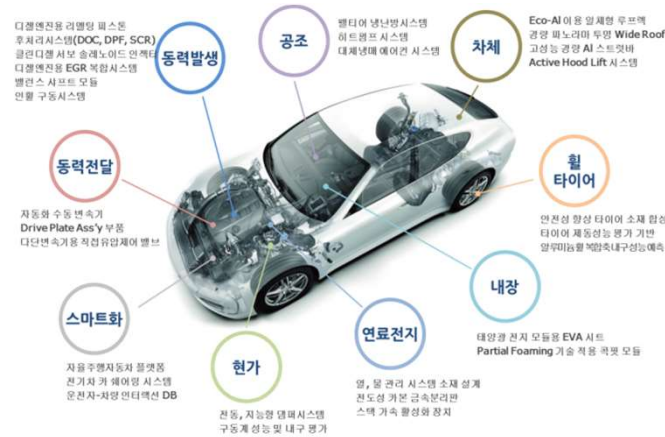 디젤엔진용 리멜팅 피스톤
후처리시스템(DOC, DPF, SCR)
클린디젤 서보 솔레노이드 인젝터
디젤엔진용 EGR 복합시스템
밸런스 샤프트 모듈
연활 구동시스템
동력발생
공조
펠티어 냉난방시스템
히트펌프 시스템
대체냉매 에어컨 시스템
차체
Eco-Al 이용 일체형 루프랙
경량 파노라마 투명 Wide Roof
고성능 경량 Al 스트럿바
Active Hood Lift 시스템
동력전달
자동화 수동 변속기
Drive Plate Ass'y 부품
다단변속기용 직접유압제어 밸브
휠
타이어
안전성 향상 타이어 소재 합성
타이어 제동성능 평가 기반
알루미늄휠 복합축내구성능예측
스마트화
자율주행자동차 플랫폼
전기차 카 쉐어링 시스템
운전자-차량 인터랙션 DB
현가
전동, 지능형 댐퍼시스템
구동계 성능 및 내구 평가
연료전지
열, 물 관리 시스템 소재 설계
전도성 카본 금속분리판
스택 가속 활성화 장치
내장
태양광 전지 모듈용 EVA 시트
Partial Foaming 기술 적용 콕핏 모듈